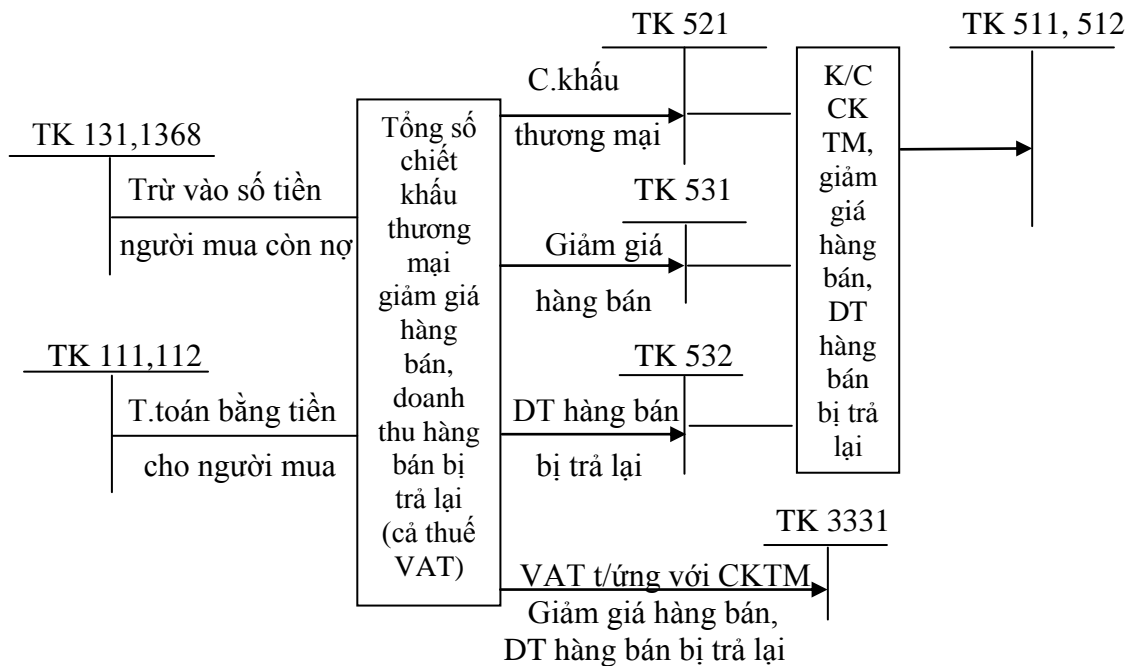 TK 521
TK 511, 512
C.khấu
thương mại
K/C
CK
TM,
giảm
giá
hàng
bán,
DT
hàng
bán
bị trả
lại
TK 131,1368
Trừ vào số tiền
người mua còn nợ
Tổng số
chiết
khấu
thương
mại
giảm giá
hàng
bán,
doanh
thu hàng
bán bị
trả lại
(cả thuế
VAT)
TK 531
Giảm giá
hàng bán
TK 111,112
T.toán bằng tiền
cho người mua
TK 532
DT hàng bán
bị trả lại
TK 3331
VAT t/ứng với CKTM
Giảm giá hàng bán,
DT hàng bán bị trả lại